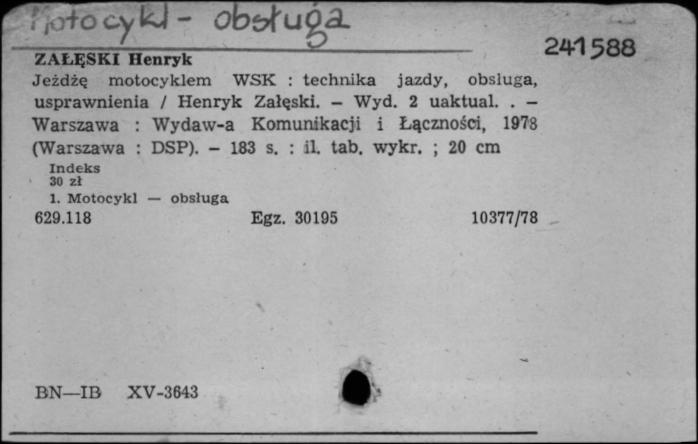 Motocykl - obsługa
241588
ZAŁĘSKI Henryk
Jeżdżę motocyklem WSK : technika jazdy, obsługa,
usprawnienia / Henryk Załęski. — Wyd. 2 uaktual. . —
Warszawa : Wydaw-a Komunikacji i Łączności, 1978
(Warszawa : DSP). — 183 s. : il. tab. wykr. ; 20 cm
Indeks
30 zł
1. Motocykl — obsługa
629.118 Egz. 30195 10377/78
BN—IB XV-3643